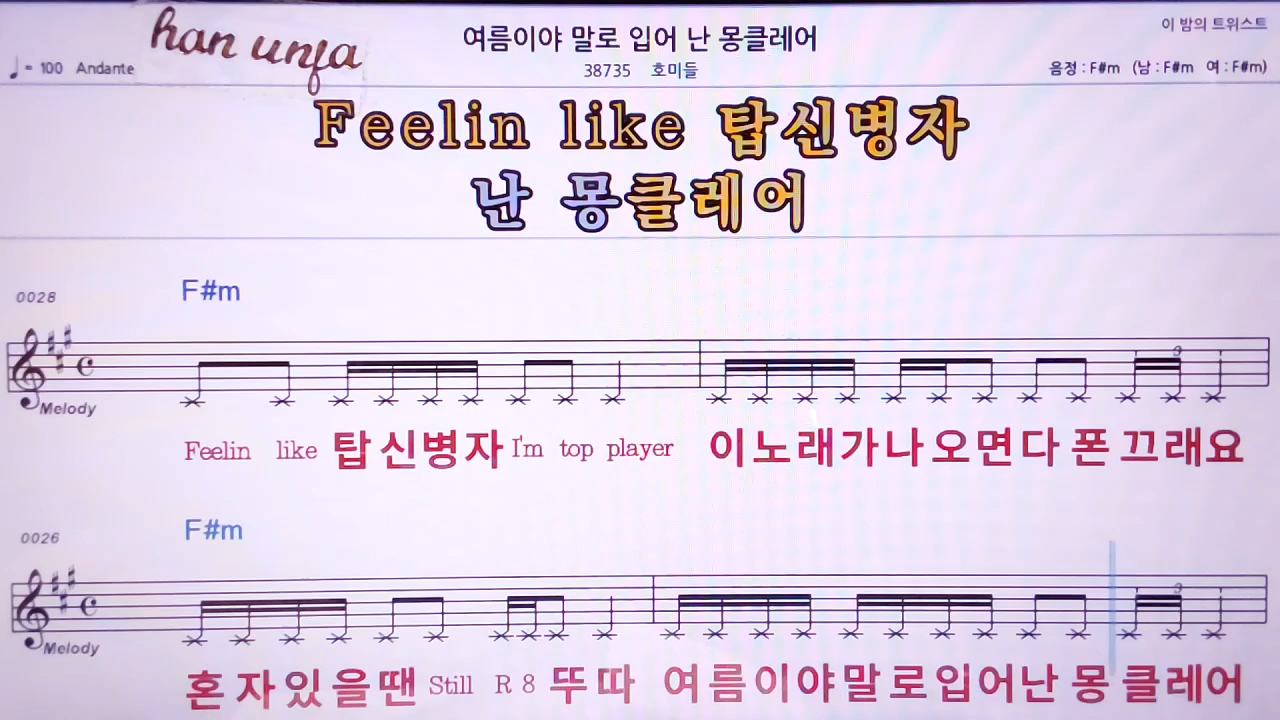 han unja
여름이야 말로 입어 난 몽클레어
이 밤의 트위스트
♩= 100 Andante
38735 호미들
음정 : F#m (남 : F#m 여 : F#m)
Feelin like 탑신병자
난 몽클레어
0028
F#m
3
Melody
Feelin like 탑신병자 I'm top player 이노래가나오면다 폰 끄래요
0026
F#m
3
Melody
혼자있을땐 Still R 8 뚜따 여름이야말로입어난 몽 클레어